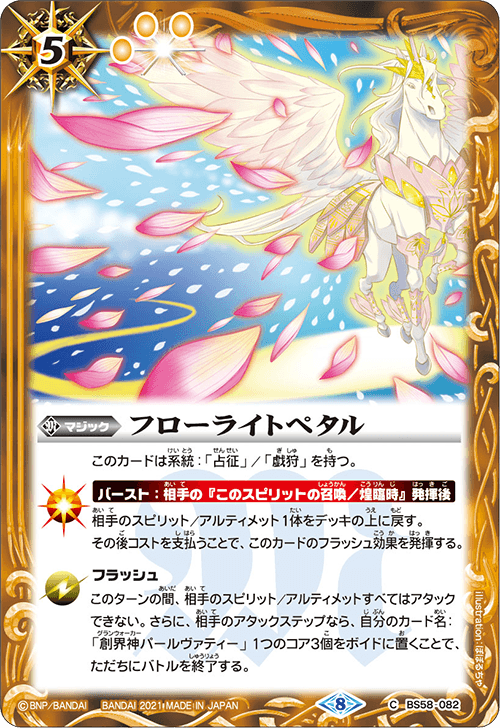 5
マジック フローライトペタル
このカードは系統:「占征」/「戯狩」を持つ。
バースト:相手の『このスピリットの召喚/煌臨時』発揮後
相手のスピリット/アルティメット1体をデッキの上に戻す。
その後コストを支払うことで、このカードのフラッシュ効果を発揮する。
フラッシュ
このターンの間、相手のスピリット/アルティメットすべてはアタック
できない。さらに、相手のアタックステップなら、自分のカード名:
「創界神パールヴァティー」1つのコア3個をボイドに置くことで、
ただちにバトルを終了する。
illustration:ぽぽるちゃ
©BNP/BANDAI BANDAI 2021 MADE IN JAPAN 8 C BS58-082